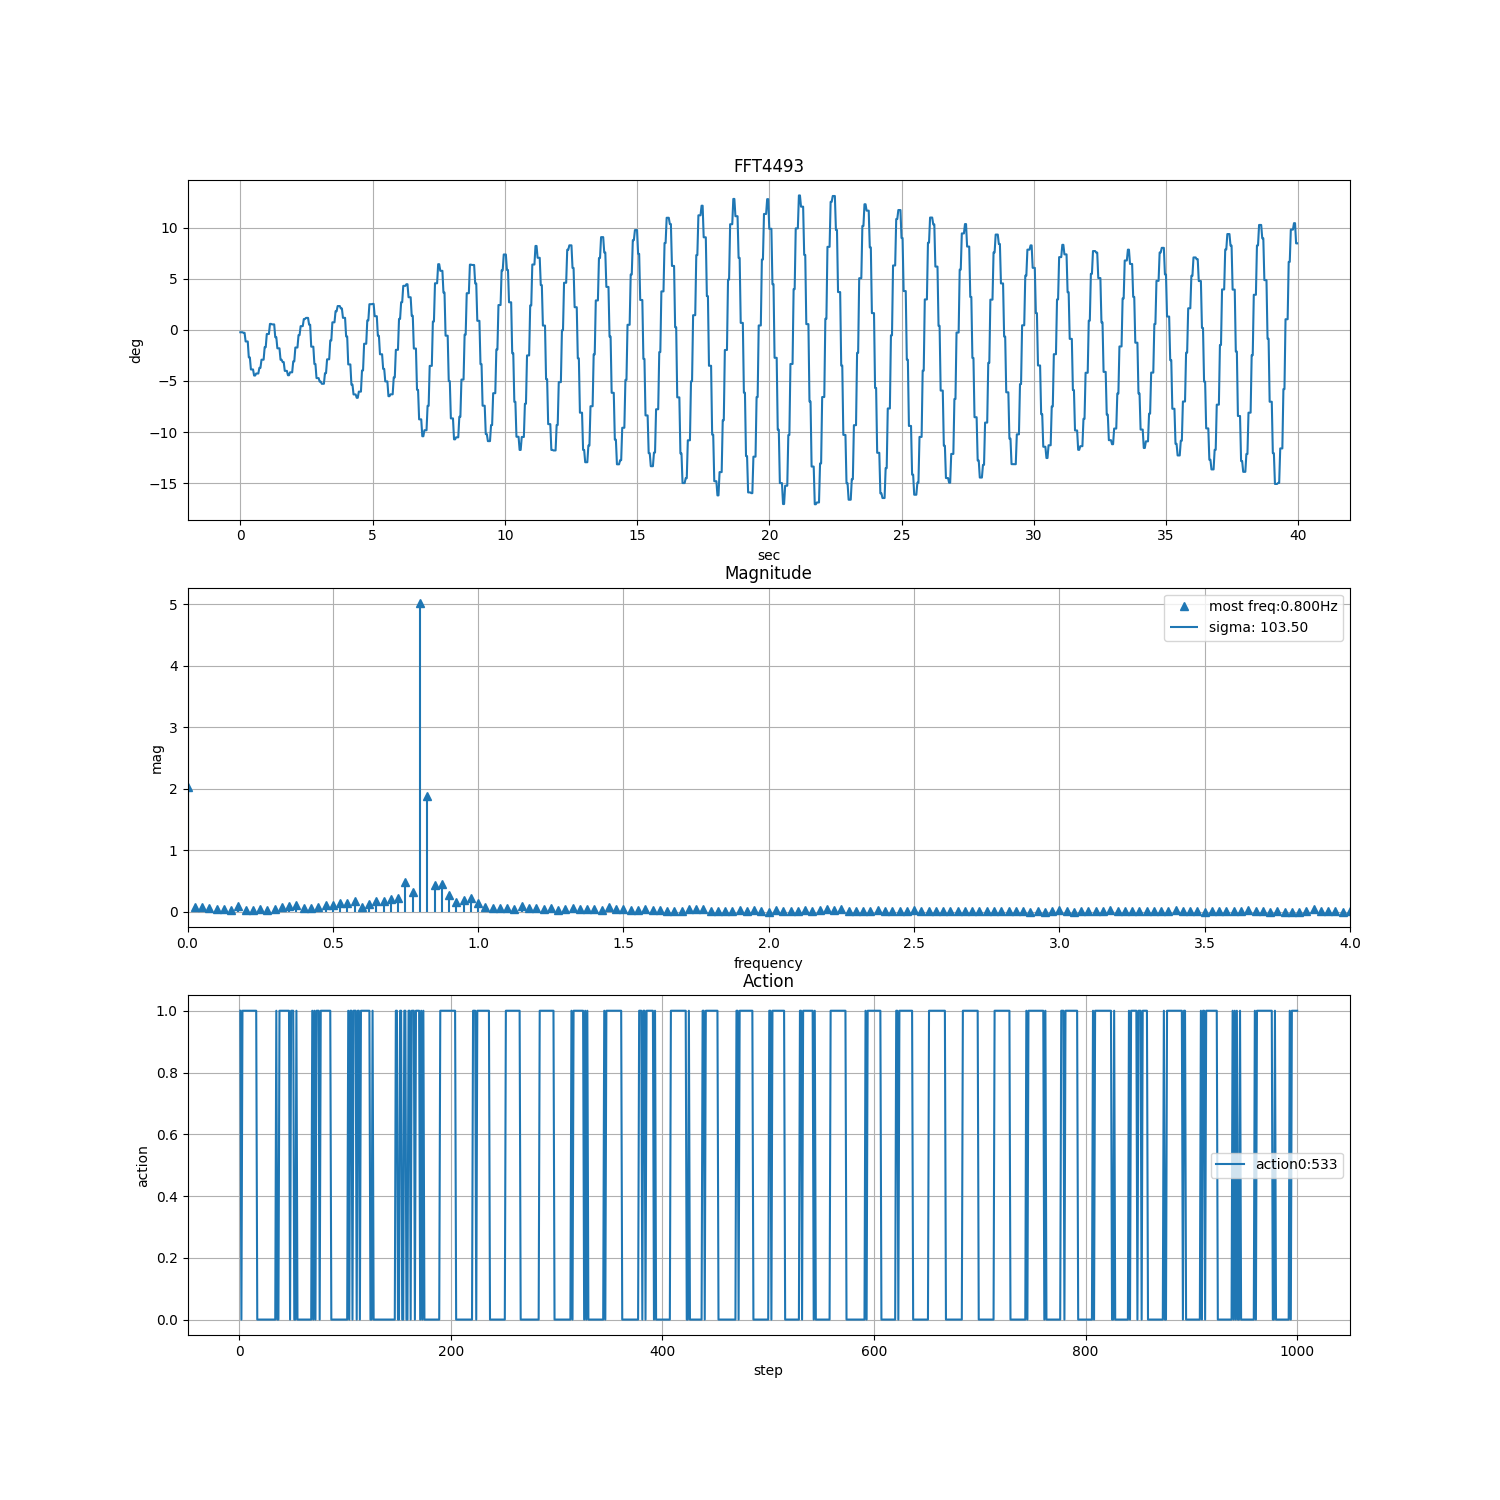 FFT4493
10
5
0
−5
−10
−15
deg
0 5 10 15 20 25 30 35 40
sec
Magnitude
5
4
3
2
1
0
mag
most freq:0.800Hz
sigma: 103.50
0.0 0.5 1.0 1.5 2.0 2.5 3.0 3.5 4.0
frequency
Action
1.0
0.8
0.6
0.4
0.2
0.0
action
action0:533
0 200 400 600 800 1000
step